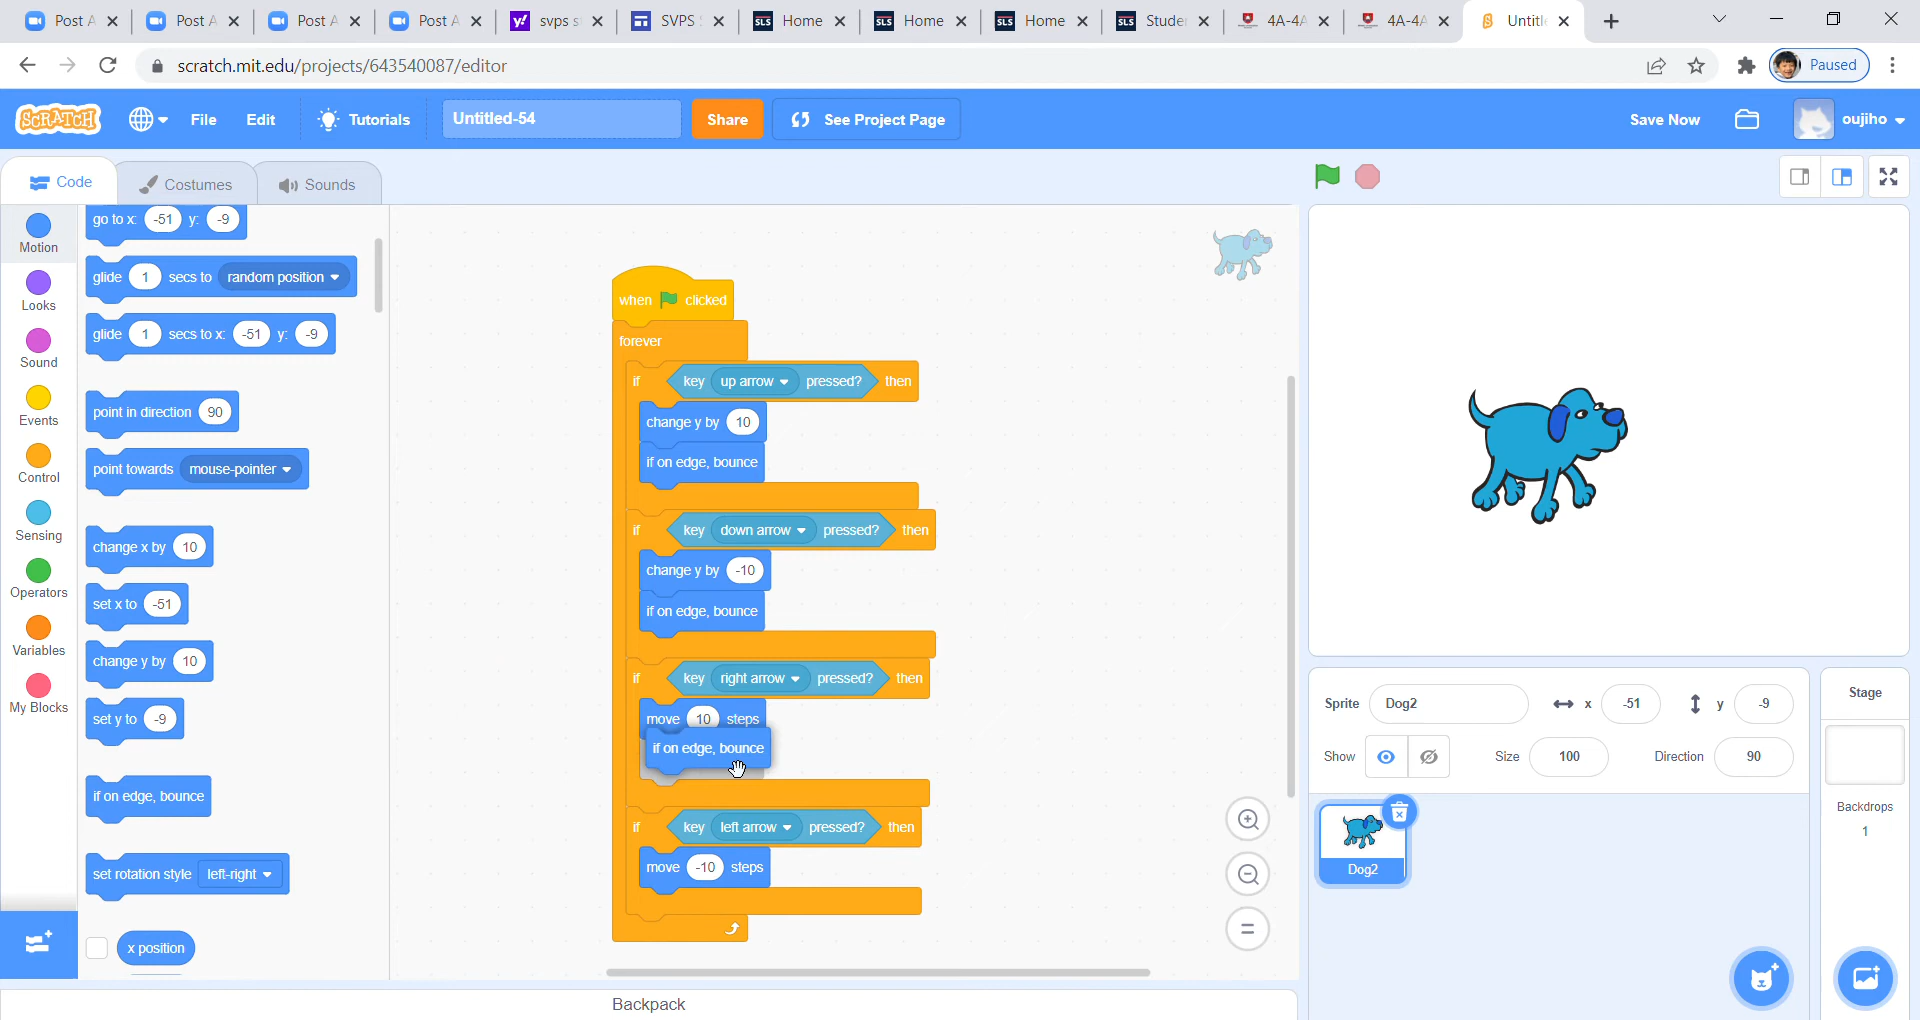 Post A
Post A
Post A
Post A
svps s
SVPS
SLS Home
SLS Home
SLS Home
SLS Stude
4A-4A
4A-4A
Untitl
scratch.mit.edu/projects/643540087/editor
Paused
SCRATCH
File
Edit
Tutorials
Untitled-54
Share
See Project Page
Save Now
oujiho
Code
Costumes
Sounds
Motion
Looks
Sound
Events
Control
Sensing
Operators
Variables
My Blocks
go to x: -51 y: -9
glide 1 secs to random position
glide 1 secs to x: -51 y: -9
point in direction 90
point towards mouse-pointer
change x by 10
set x to -51
change y by 10
set y to -9
if on edge, bounce
set rotation style left-right
x position
when clicked
forever
if key up arrow pressed? then
change y by 10
if on edge, bounce
if key down arrow pressed? then
change y by -10
if on edge, bounce
if key right arrow pressed? then
move 10 steps
if on edge, bounce
if key left arrow pressed? then
move -10 steps
Backpack
Sprite Dog2 x -51 y -9
Show Size 100 Direction 90
Dog2
Stage
Backdrops
1